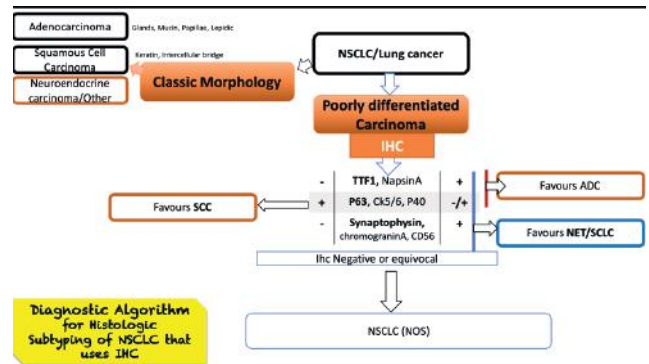 Adenocarcinoma
Glands, Mucin, Papillae, Lepidic
Squamous Cell
Carcinoma
Keratin, Intercellular bridge
Neuroendocrine
carcinoma/Other
Classic Morphology
NSCLC/Lung cancer
Poorly differentiated
Carcinoma
IHC
- TTF1, NapsinA +
+ P63, Ck5/6, P40 -/+
- Synaptophysin, +
chromograninA, CD56
Favours SCC
Favours ADC
Favours NET/SCLC
Ihc Negative or equivocal
NSCLC (NOS)
Diagnostic Algorithm
for Histologic
Subtyping of NSCLC that
uses IHC